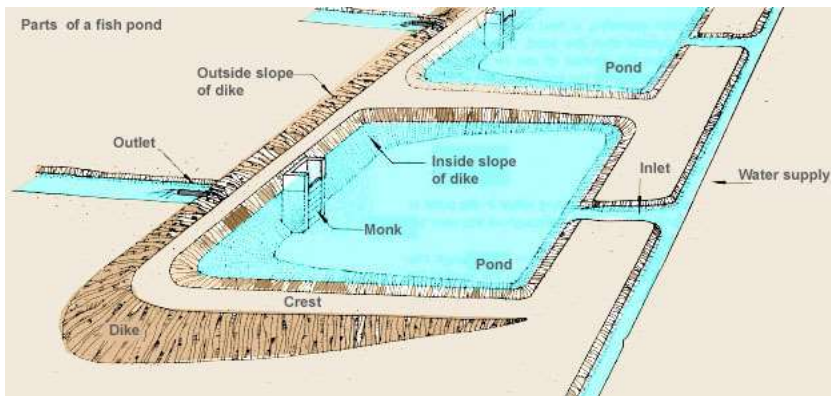 Parts of a fish pond
Outside slope
of dike
Pond
Outlet
Inside slope
of dike
Inlet
Water supply
Monk
Pond
Crest
Dike